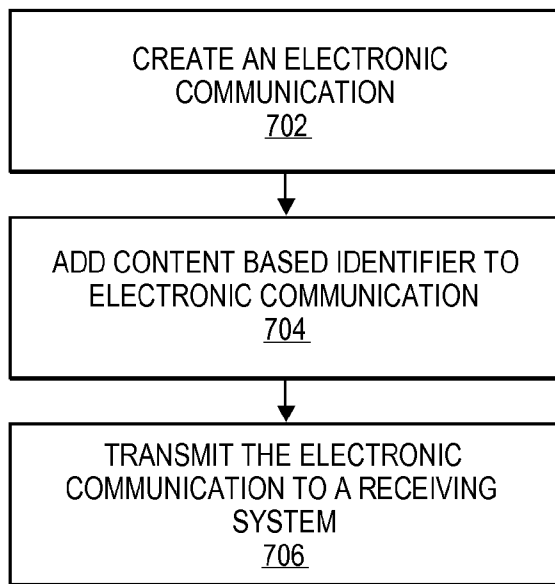 CREATE AN ELECTRONIC
COMMUNICATION
702
ADD CONTENT BASED IDENTIFIER TO
ELECTRONIC COMMUNICATION
704
TRANSMIT THE ELECTRONIC
COMMUNICATION TO A RECEIVING
SYSTEM
706